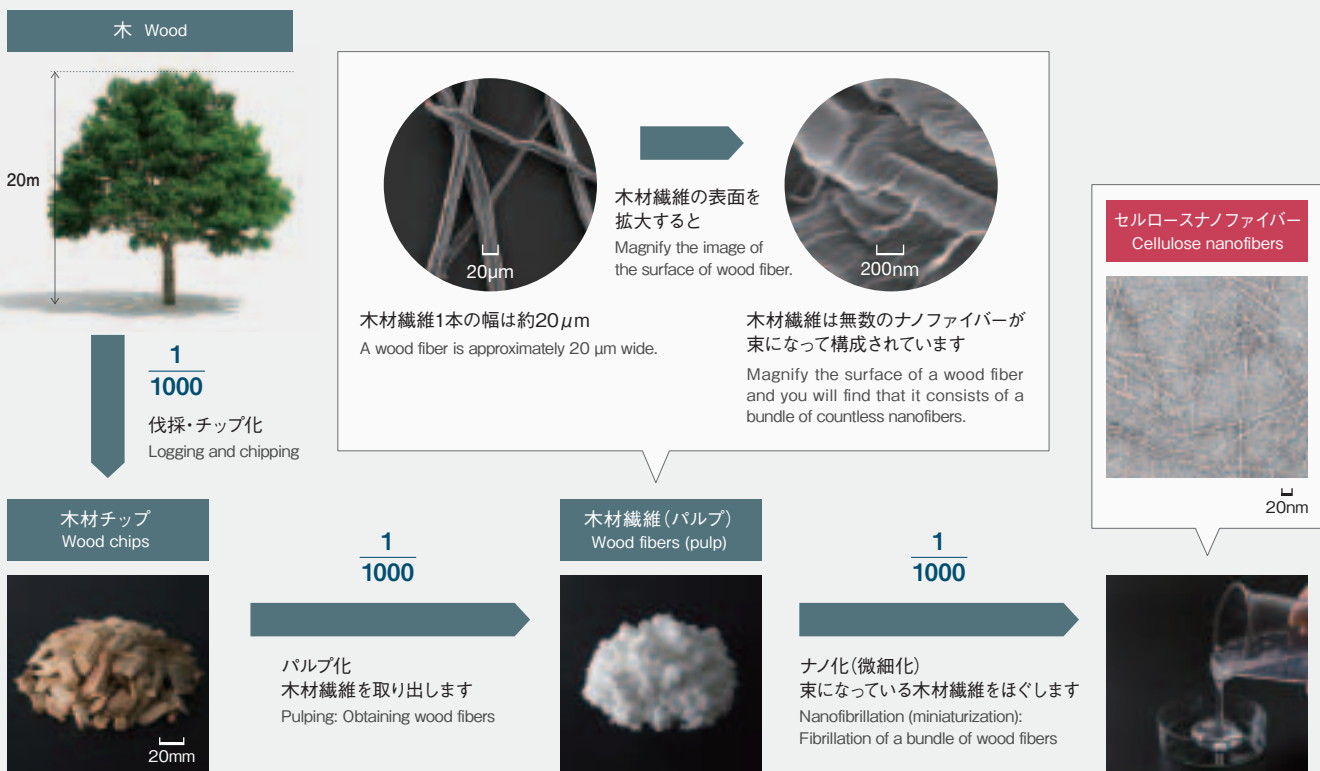 木 Wood
20m
1
1000
伐採・チップ化
Logging and chipping
20μm
木材繊維の表面を
拡大すると
Magnify the image of
the surface of wood fiber.
200nm
木材繊維1本の幅は約20μm
A wood fiber is approximately 20 μm wide.
木材繊維は無数のナノファイバーが
束になって構成されています
Magnify the surface of a wood fiber
and you will find that it consists of a
bundle of countless nanofibers.
セルロースナノファイバー
Cellulose nanofibers
20nm
木材チップ
Wood chips
20mm
1
1000
パルプ化
木材繊維を取り出します
Pulping: Obtaining wood fibers
木材繊維(パルプ)
Wood fibers (pulp)
1
1000
ナノ化(微細化)
束になっている木材繊維をほぐします
Nanofibrillation (miniaturization):
Fibrillation of a bundle of wood fibers